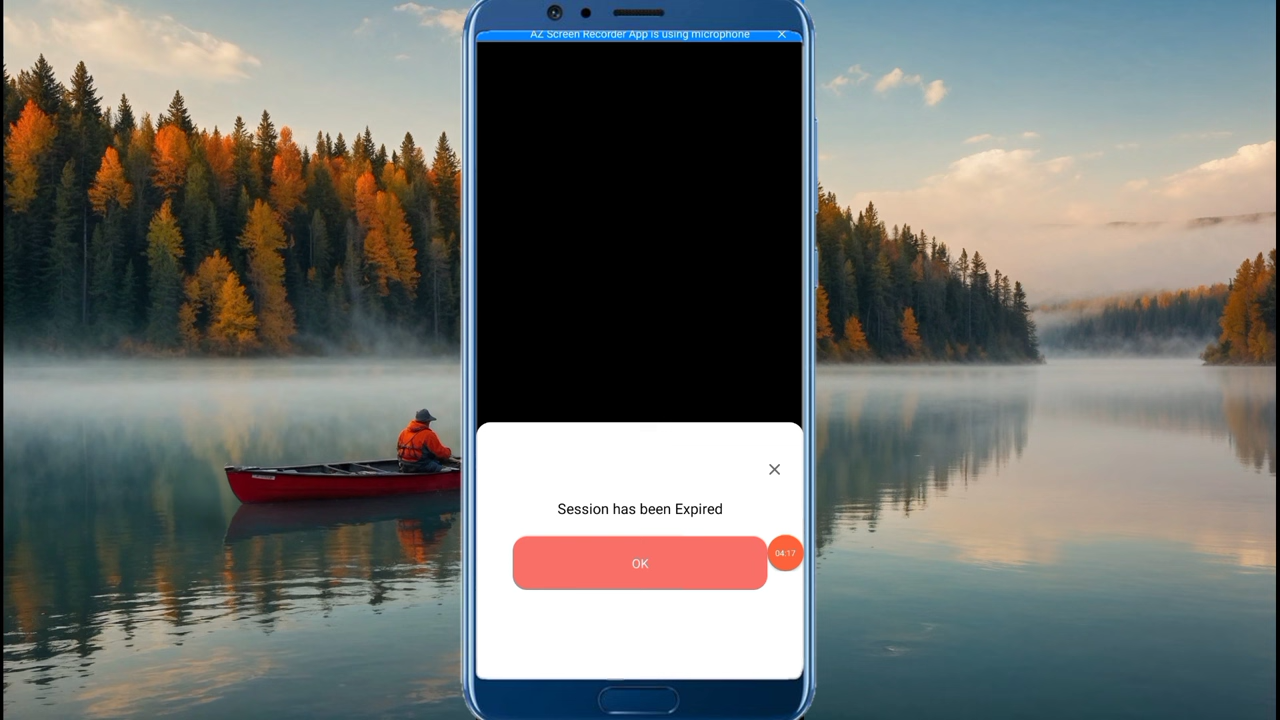 AZ Screen Recorder App is using microphone
Session has been Expired
OK
04:17